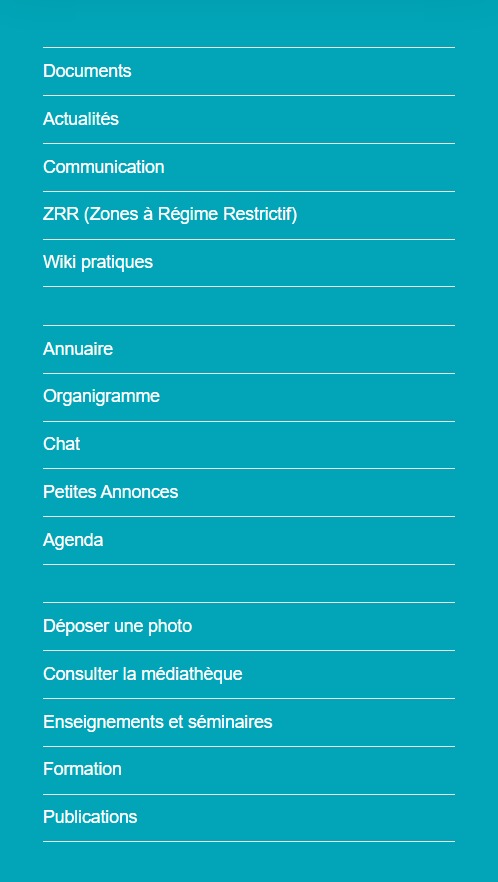 Documents
Actualités
Communication
ZRR (Zones à Régime Restrictif)
Wiki pratiques
Annuaire
Organigramme
Chat
Petites Annonces
Agenda
Déposer une photo
Consulter la médiathèque
Enseignements et séminaires
Formation
Publications